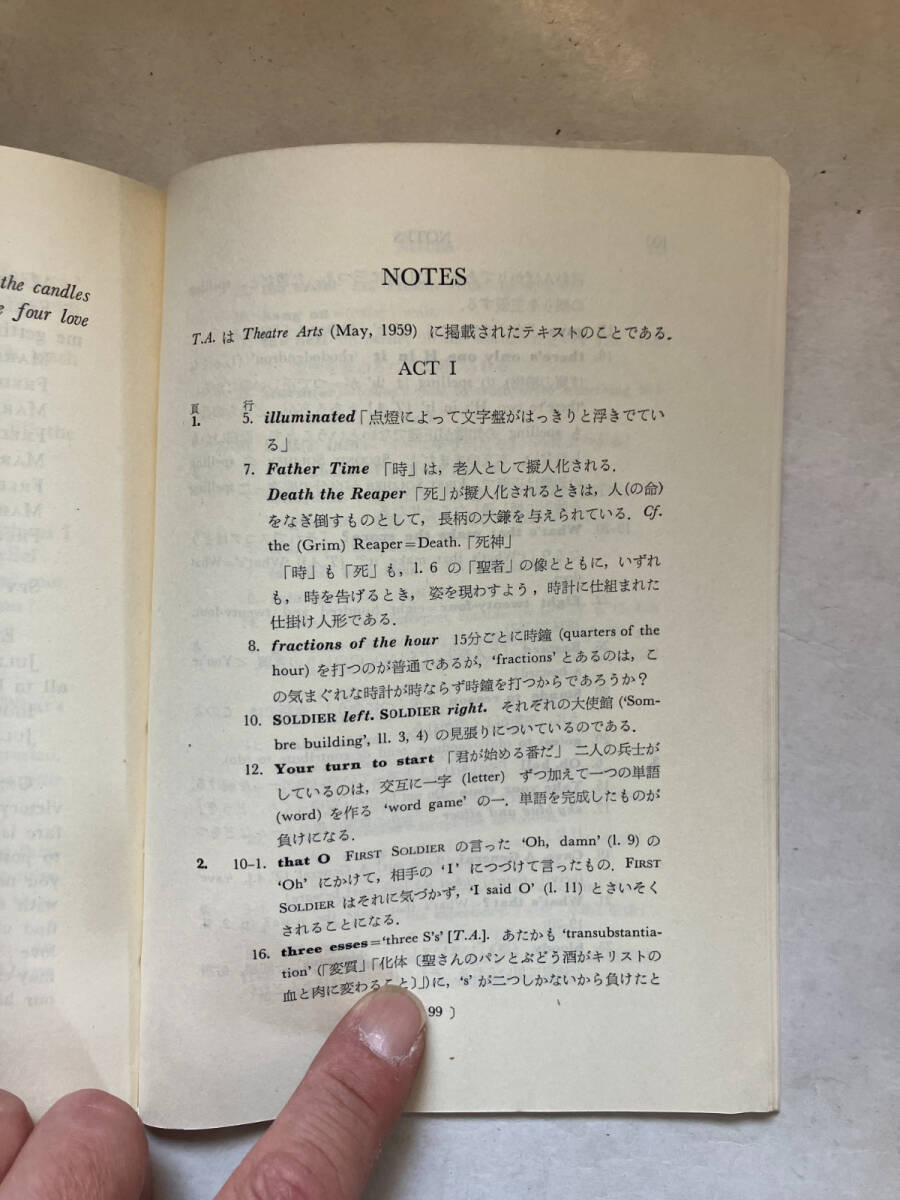 the candles
four love
NOTES
T.A. は Theatre Arts (May, 1959) に掲載されたテキストのことである.
ACT I
頁 行
1. 5. illuminated「点燈によって文字盤がはっきりと浮きでてい
る」
7. Father Time 「時」は，老人として擬人化される.
Death the Reaper「死」が擬人化されるときは，人(の命)
をなぎ倒すものとして，長柄の大鎌を与えられている. Cf.
the (Grim) Reaper=Death.「死神」
「時」も「死」も, l. 6 の「聖者」の像とともに，いずれ
も，時を告げるとき，姿を現わすよう，時計に仕組まれた
仕掛け人形である.
8. fractions of the hour 15分ごとに時鐘 (quarters of the
hour) を打つのが普通であるが, 'fractions' とあるのは，こ
の気まぐれな時計が時ならず時鐘を打つからであろうか？
10. SOLDIER left. SOLDIER right. それぞれの大使館 ('Som-
bre building', ll. 3, 4) の見張りについているのである.
12. Your turn to start 「君が始める番だ」 二人の兵士が
しているのは，交互に一字 (letter) ずつ加えて一つの単語
(word) を作る 'word game' の一. 単語を完成したものが
負けになる.
2. 10-1. that O FIRST SOLDIER の言った 'Oh, damn' (l. 9) の
'Oh' にかけて，相手の 'I' につづけて言ったもの. FIRST
SOLDIER はそれに気づかず, 'I said O' (l. 11) とさいそく
されることになる.
16. three esses='three S's' [T.A.]. あたかも 'transubstantia-
tion' (「変質」「化体〔聖さんのパンとぶどう酒がキリストの
血と肉に変わること〕」)に, 's' が二つしかないから負けたと
99 〕
me
MAR
FREE
MAR
MAR
FREE
MAR
SPY
E
JULI
all to
JULI
victory
fare
to
you
with
find
love
may
our